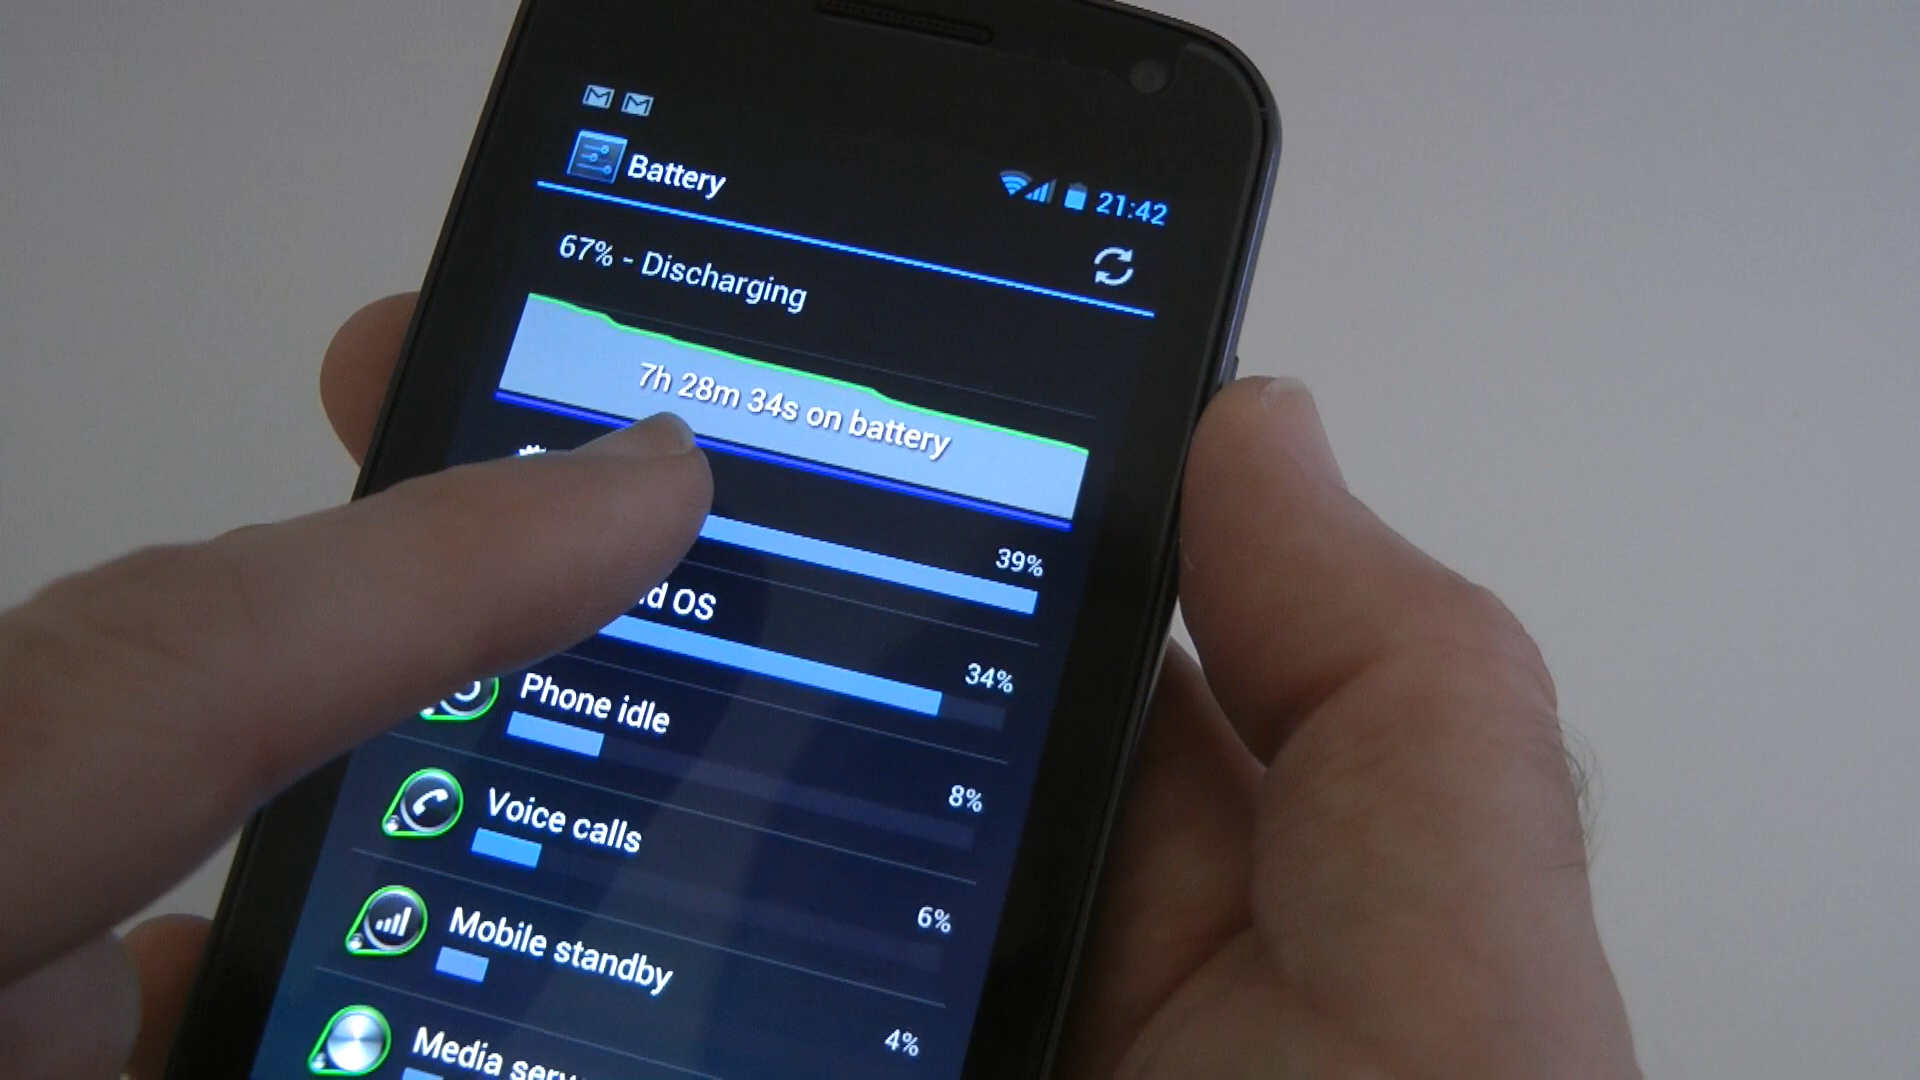 Battery
21:42
67% - Discharging
7h 28m 34s on battery
39%
OS
34%
Phone idle
8%
Voice calls
6%
Mobile standby
4%
Media